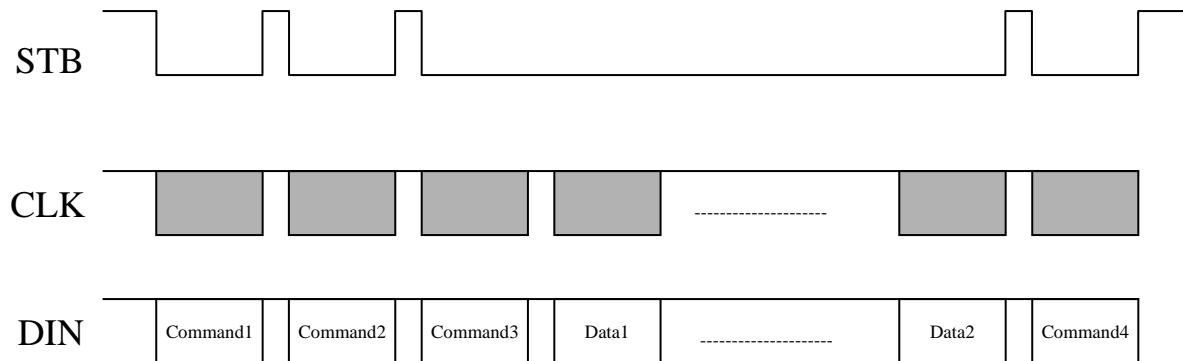 STB
CLK
---------------------
DIN
Command1 Command2 Command3 Data1 --------------------- Data2 Command4